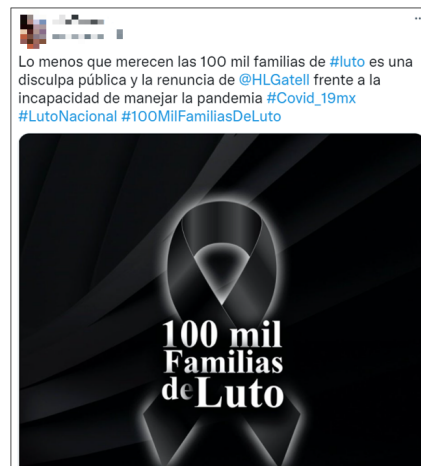 Lo menos que merecen las 100 mil familias de #luto es una
disculpa pública y la renuncia de @HLGatell frente a la
incapacidad de manejar la pandemia #Covid_19mx
#LutoNacional #100MilFamiliasDeLuto
100 mil
Familias
de Luto